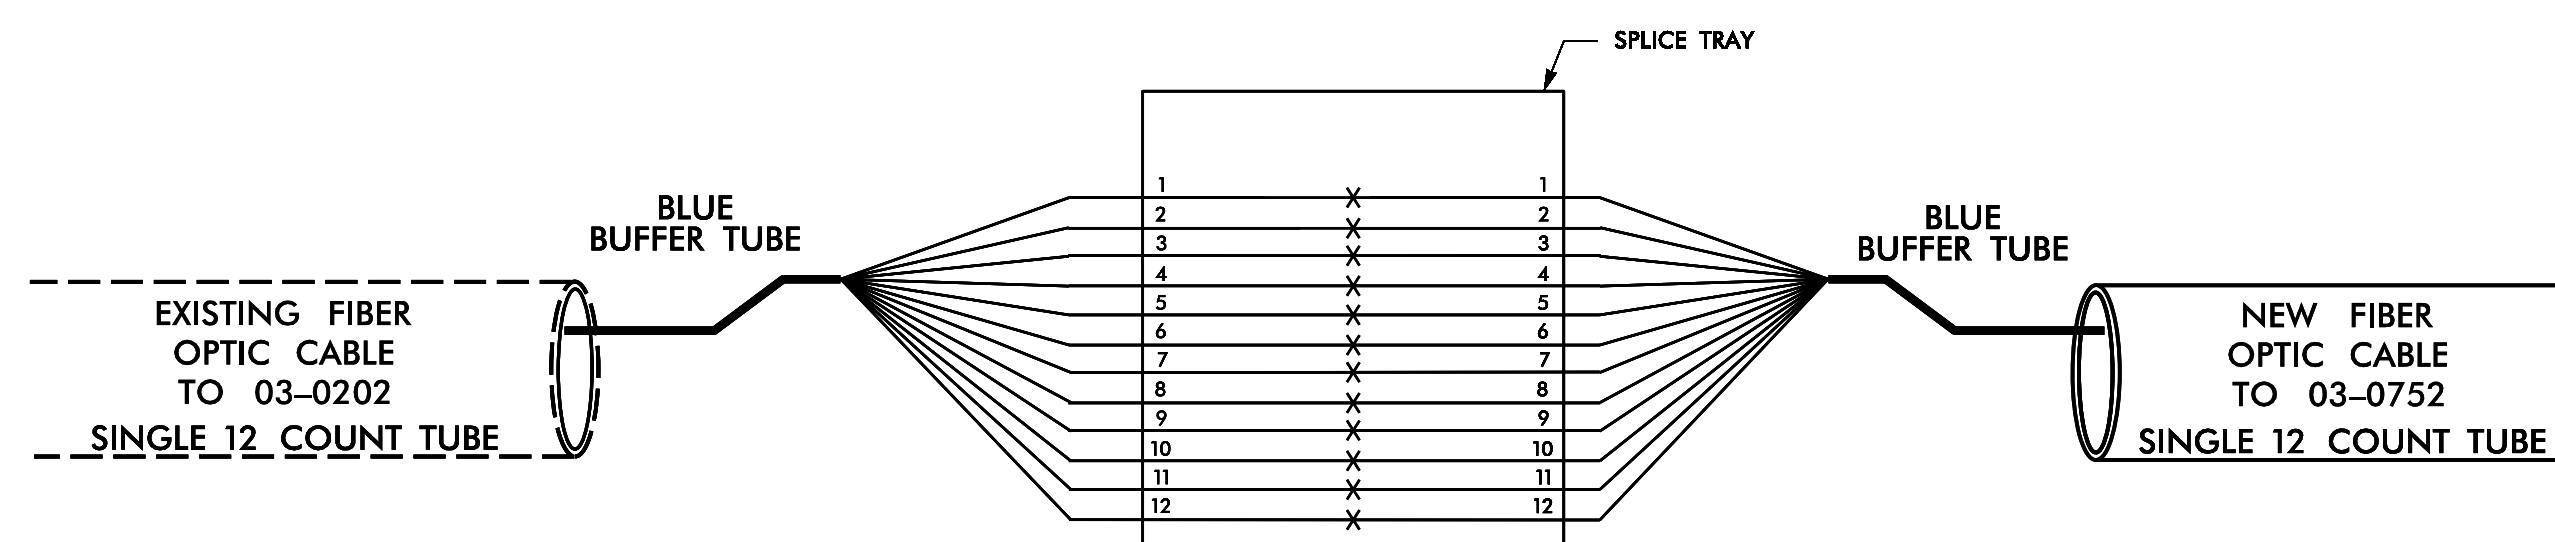 SPLICE TRAY
BLUE
BUFFER TUBE
EXISTING FIBER
OPTIC CABLE
TO 03–0202
SINGLE 12 COUNT TUBE
1 1
2 2
3 3
4 4
5 5
6 6
7 7
8 8
9 9
10 10
11 11
12 12
BLUE
BUFFER TUBE
NEW FIBER
OPTIC CABLE
TO 03–0752
SINGLE 12 COUNT TUBE